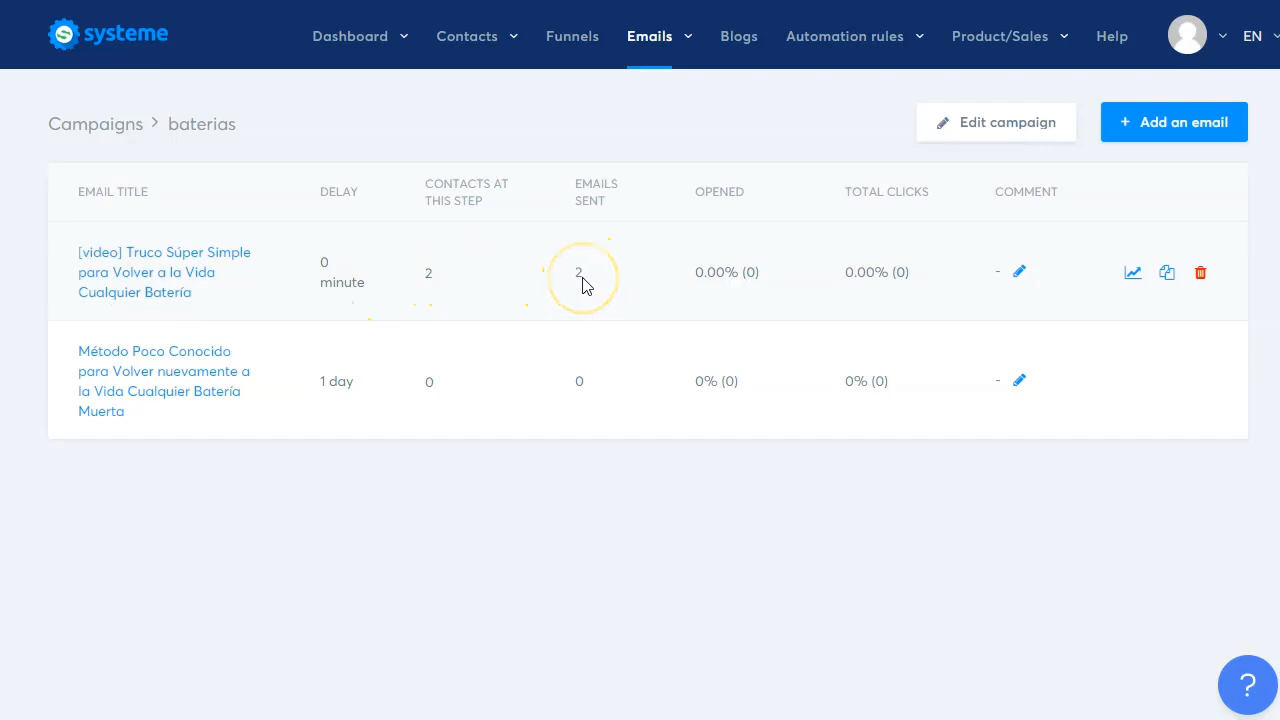 systeme
Dashboard Contacts Funnels Emails Blogs Automation rules Product/Sales Help EN
Campaigns > baterias
Edit campaign
+ Add an email
EMAIL TITLE
DELAY
CONTACTS AT
THIS STEP
EMAILS
SENT
OPENED
TOTAL CLICKS
COMMENT
[video] Truco Súper Simple
para Volver a la Vida
Cualquier Batería
0
minute
2
2
0.00% (0)
0.00% (0)
-
Método Poco Conocido
para Volver nuevamente a
la Vida Cualquier Batería
Muerta
1 day
0
0
0% (0)
0% (0)
-
?